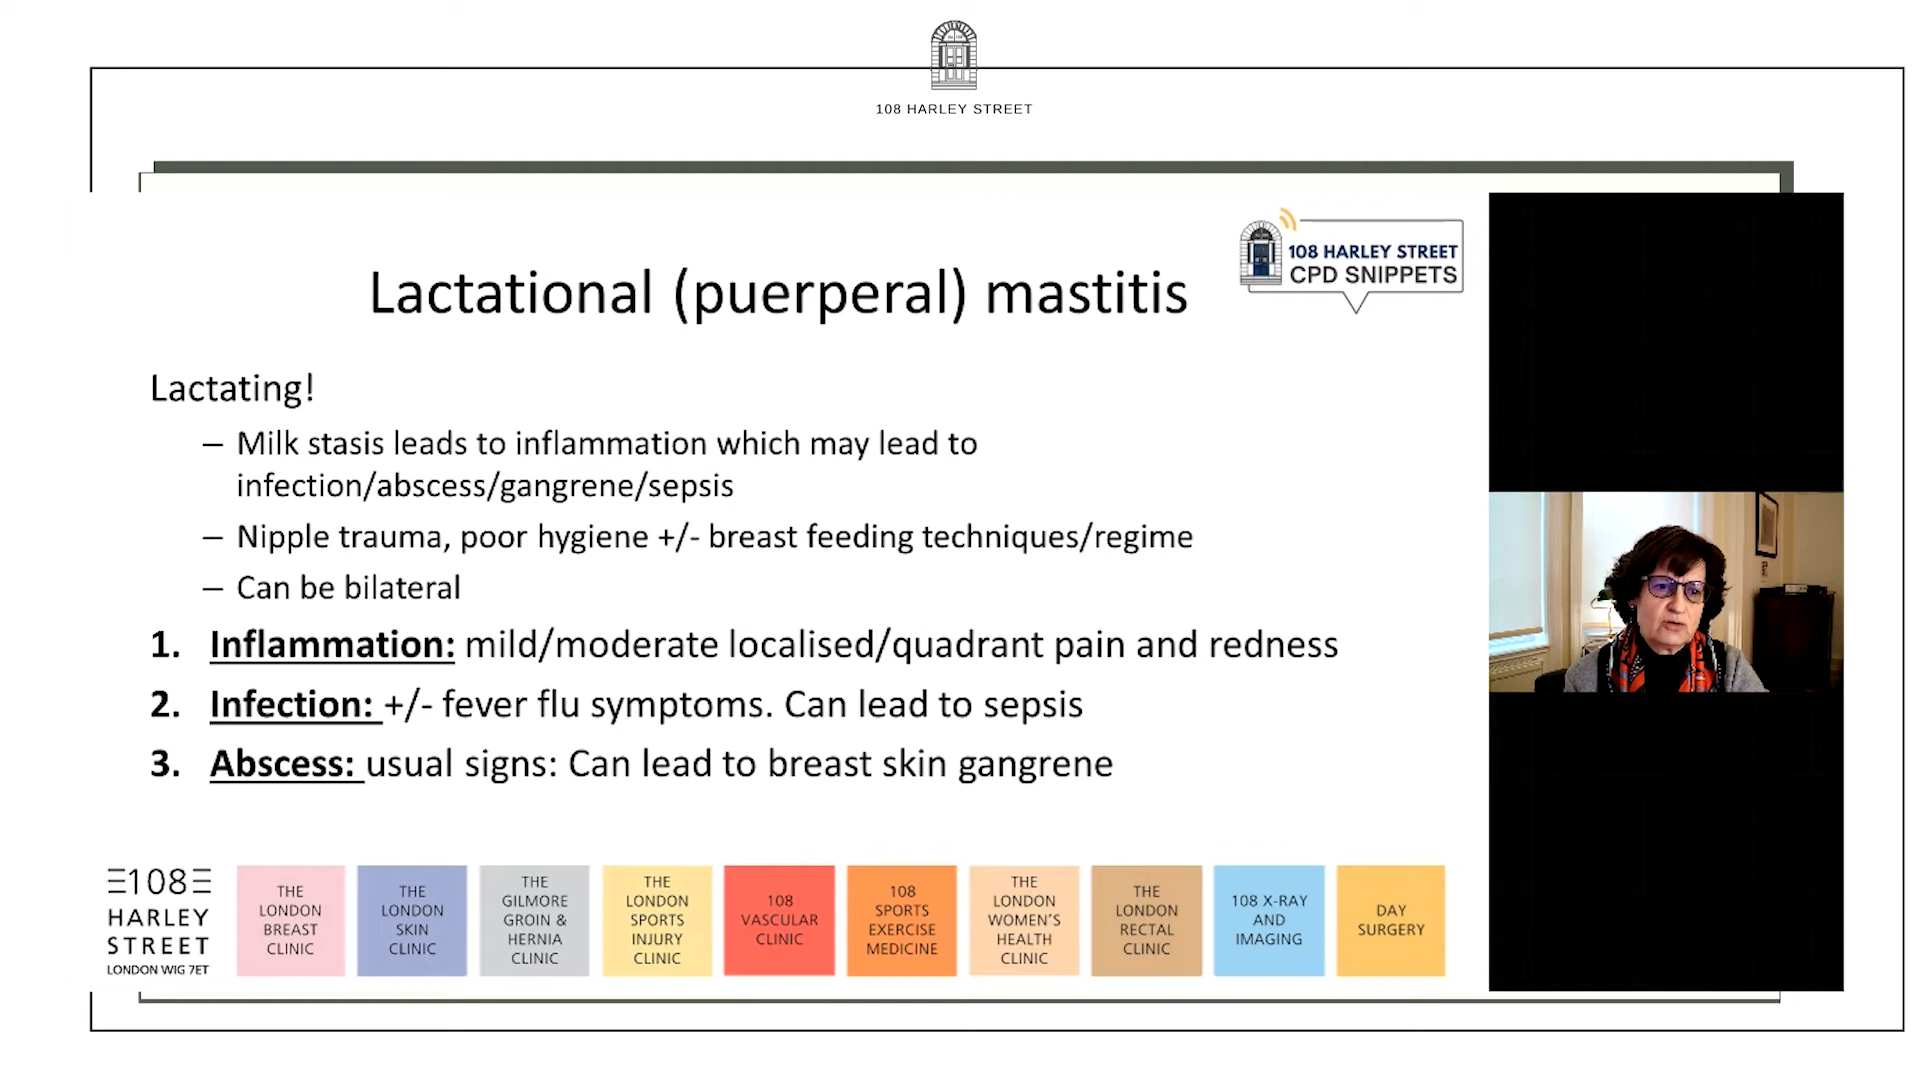 108 HARLEY STREET
108 HARLEY STREET
CPD SNIPPETS
Lactational (puerperal) mastitis
Lactating!
– Milk stasis leads to inflammation which may lead to
infection/abscess/gangrene/sepsis
– Nipple trauma, poor hygiene +/- breast feeding techniques/regime
– Can be bilateral
1. Inflammation: mild/moderate localised/quadrant pain and redness
2. Infection: +/- fever flu symptoms. Can lead to sepsis
3. Abscess: usual signs: Can lead to breast skin gangrene
108
HARLEY
STREET
LONDON WIG 7ET
THE
LONDON
BREAST
CLINIC
THE
LONDON
SKIN
CLINIC
THE
GILMORE
GROIN &
HERNIA
CLINIC
THE
LONDON
SPORTS
INJURY
CLINIC
108
VASCULAR
CLINIC
108
SPORTS
EXERCISE
MEDICINE
THE
LONDON
WOMEN'S
HEALTH
CLINIC
THE
LONDON
RECTAL
CLINIC
108 X-RAY
AND
IMAGING
DAY
SURGERY